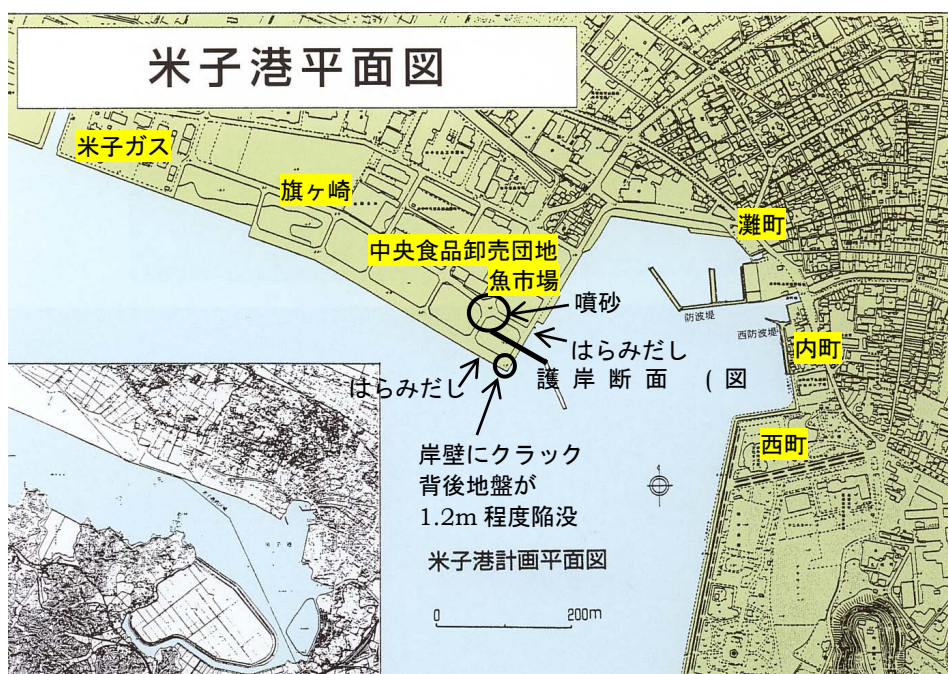 米子港平面図
米子ガス
旗ヶ崎
中央食品卸売団地
魚市場
灘町
噴砂
防波堤
西防波堤
はらみだし
内町
はらみだし
護岸断面 (図
西町
岸壁にクラック
背後地盤が
1.2m 程度陥没
米子港計画平面図
0 200m